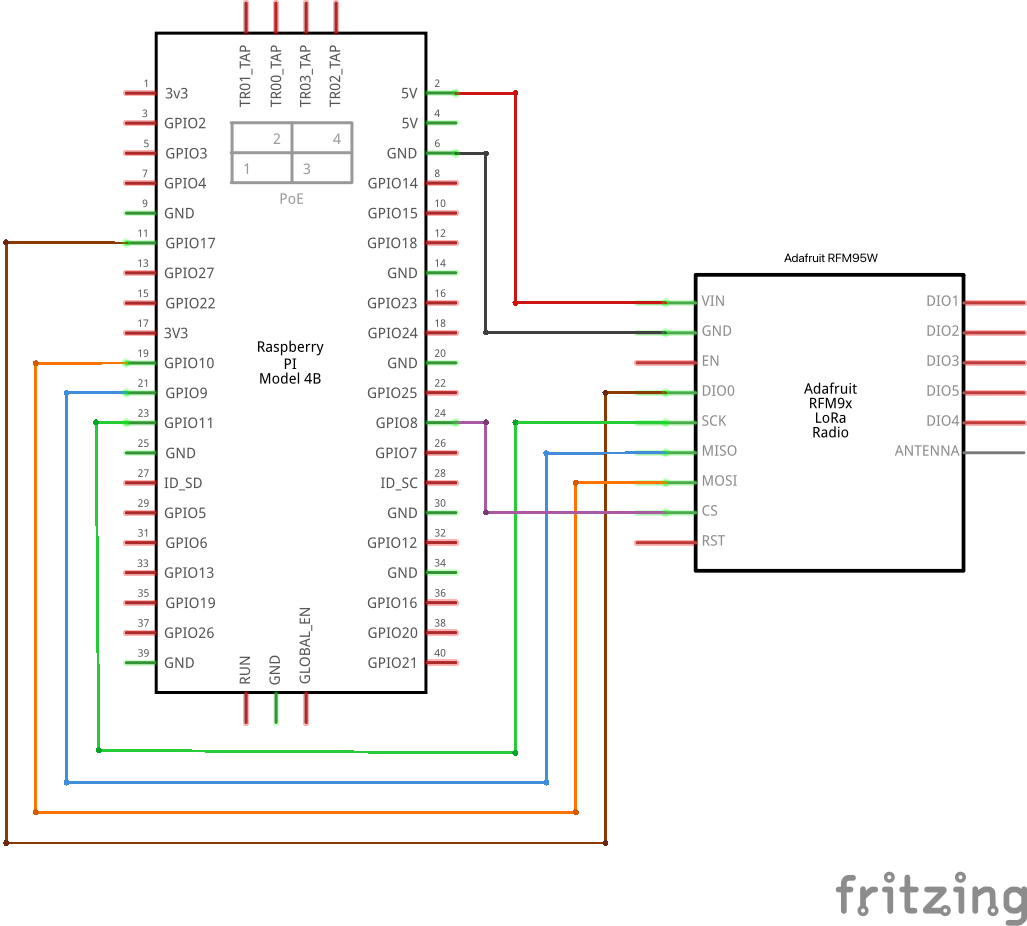 TR01_TAP
TR00_TAP
TR03_TAP
TR02_TAP
1 3v3
3 GPIO2
5 GPIO3
7 GPIO4
9 GND
11 GPIO17
13 GPIO27
15 GPIO22
17 3V3
19 GPIO10
21 GPIO9
23 GPIO11
25 GND
27 ID_SD
29 GPIO5
31 GPIO6
33 GPIO13
35 GPIO19
37 GPIO26
39 GND
2 4
1 3
PoE
Raspberry
PI
Model 4B
5V 2
5V 4
GND 6
GPIO14 8
GPIO15 10
GPIO18 12
GND 14
GPIO23 16
GPIO24 18
GND 20
GPIO25 22
GPIO8 24
GPIO7 26
ID_SC 28
GND 30
GPIO12 32
GND 34
GPIO16 36
GPIO20 38
GPIO21 40
RUN
GND
GLOBAL_EN
Adafruit RFM95W
VIN
GND
EN
DIO0
SCK
MISO
MOSI
CS
RST
Adafruit
RFM9x
LoRa
Radio
DIO1
DIO2
DIO3
DIO5
DIO4
ANTENNA
fritzing